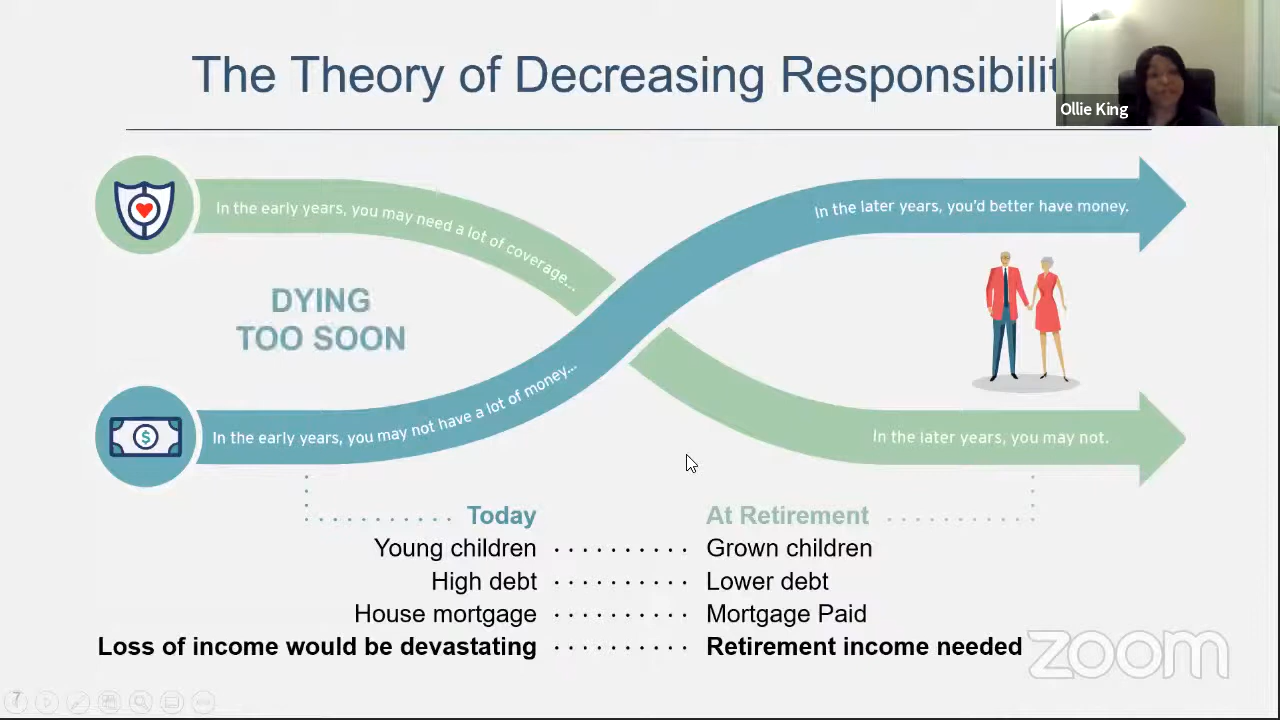 The Theory of Decreasing Responsibilit
Ollie King
In the early years, you may need a lot of coverage...
In the later years, you'd better have money.
DYING
TOO SOON
In the early years, you may not have a lot of money...
In the later years, you may not.
Today
At Retirement
Young children .......... Grown children
High debt .......... Lower debt
House mortgage .......... Mortgage Paid
Loss of income would be devastating .......... Retirement income needed
zoom
7